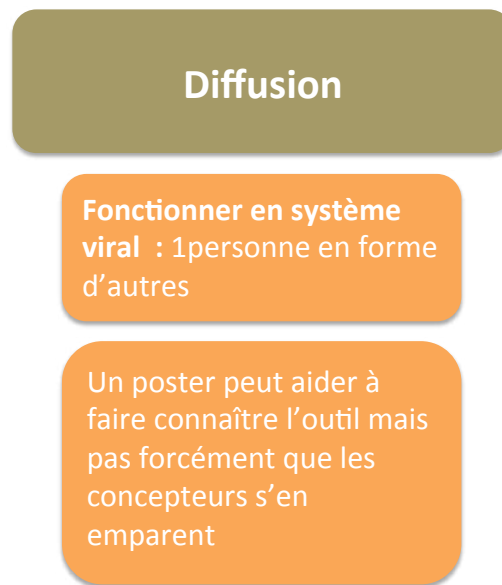 Diffusion
Fonctionner en système
viral : 1personne en forme
d’autres
Un poster peut aider à
faire connaître l’outil mais
pas forcément que les
concepteurs s’en
emparent